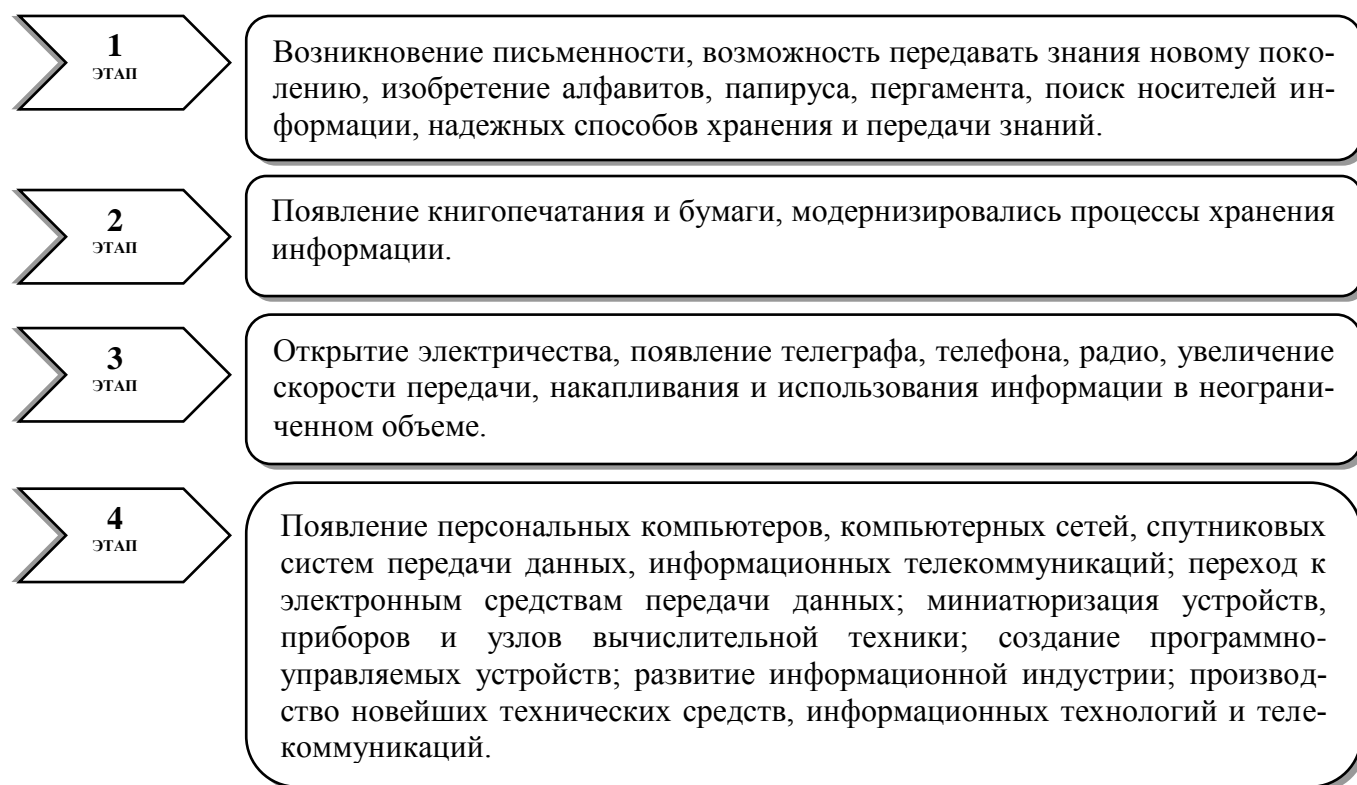 1
ЭТАП
Возникновение письменности, возможность передавать знания новому поко-
лению, изобретение алфавитов, папируса, пергамента, поиск носителей ин-
формации, надежных способов хранения и передачи знаний.
2
ЭТАП
Появление книгопечатания и бумаги, модернизировались процессы хранения
информации.
3
ЭТАП
Открытие электричества, появление телеграфа, телефона, радио, увеличение
скорости передачи, накапливания и использования информации в неограни-
ченном объеме.
4
ЭТАП
Появление персональных компьютеров, компьютерных сетей, спутниковых
систем передачи данных, информационных телекоммуникаций; переход к
электронным средствам передачи данных; миниатюризация устройств,
приборов и узлов вычислительной техники; создание программно-
управляемых устройств; развитие информационной индустрии; производ-
ство новейших технических средств, информационных технологий и теле-
коммуникаций.